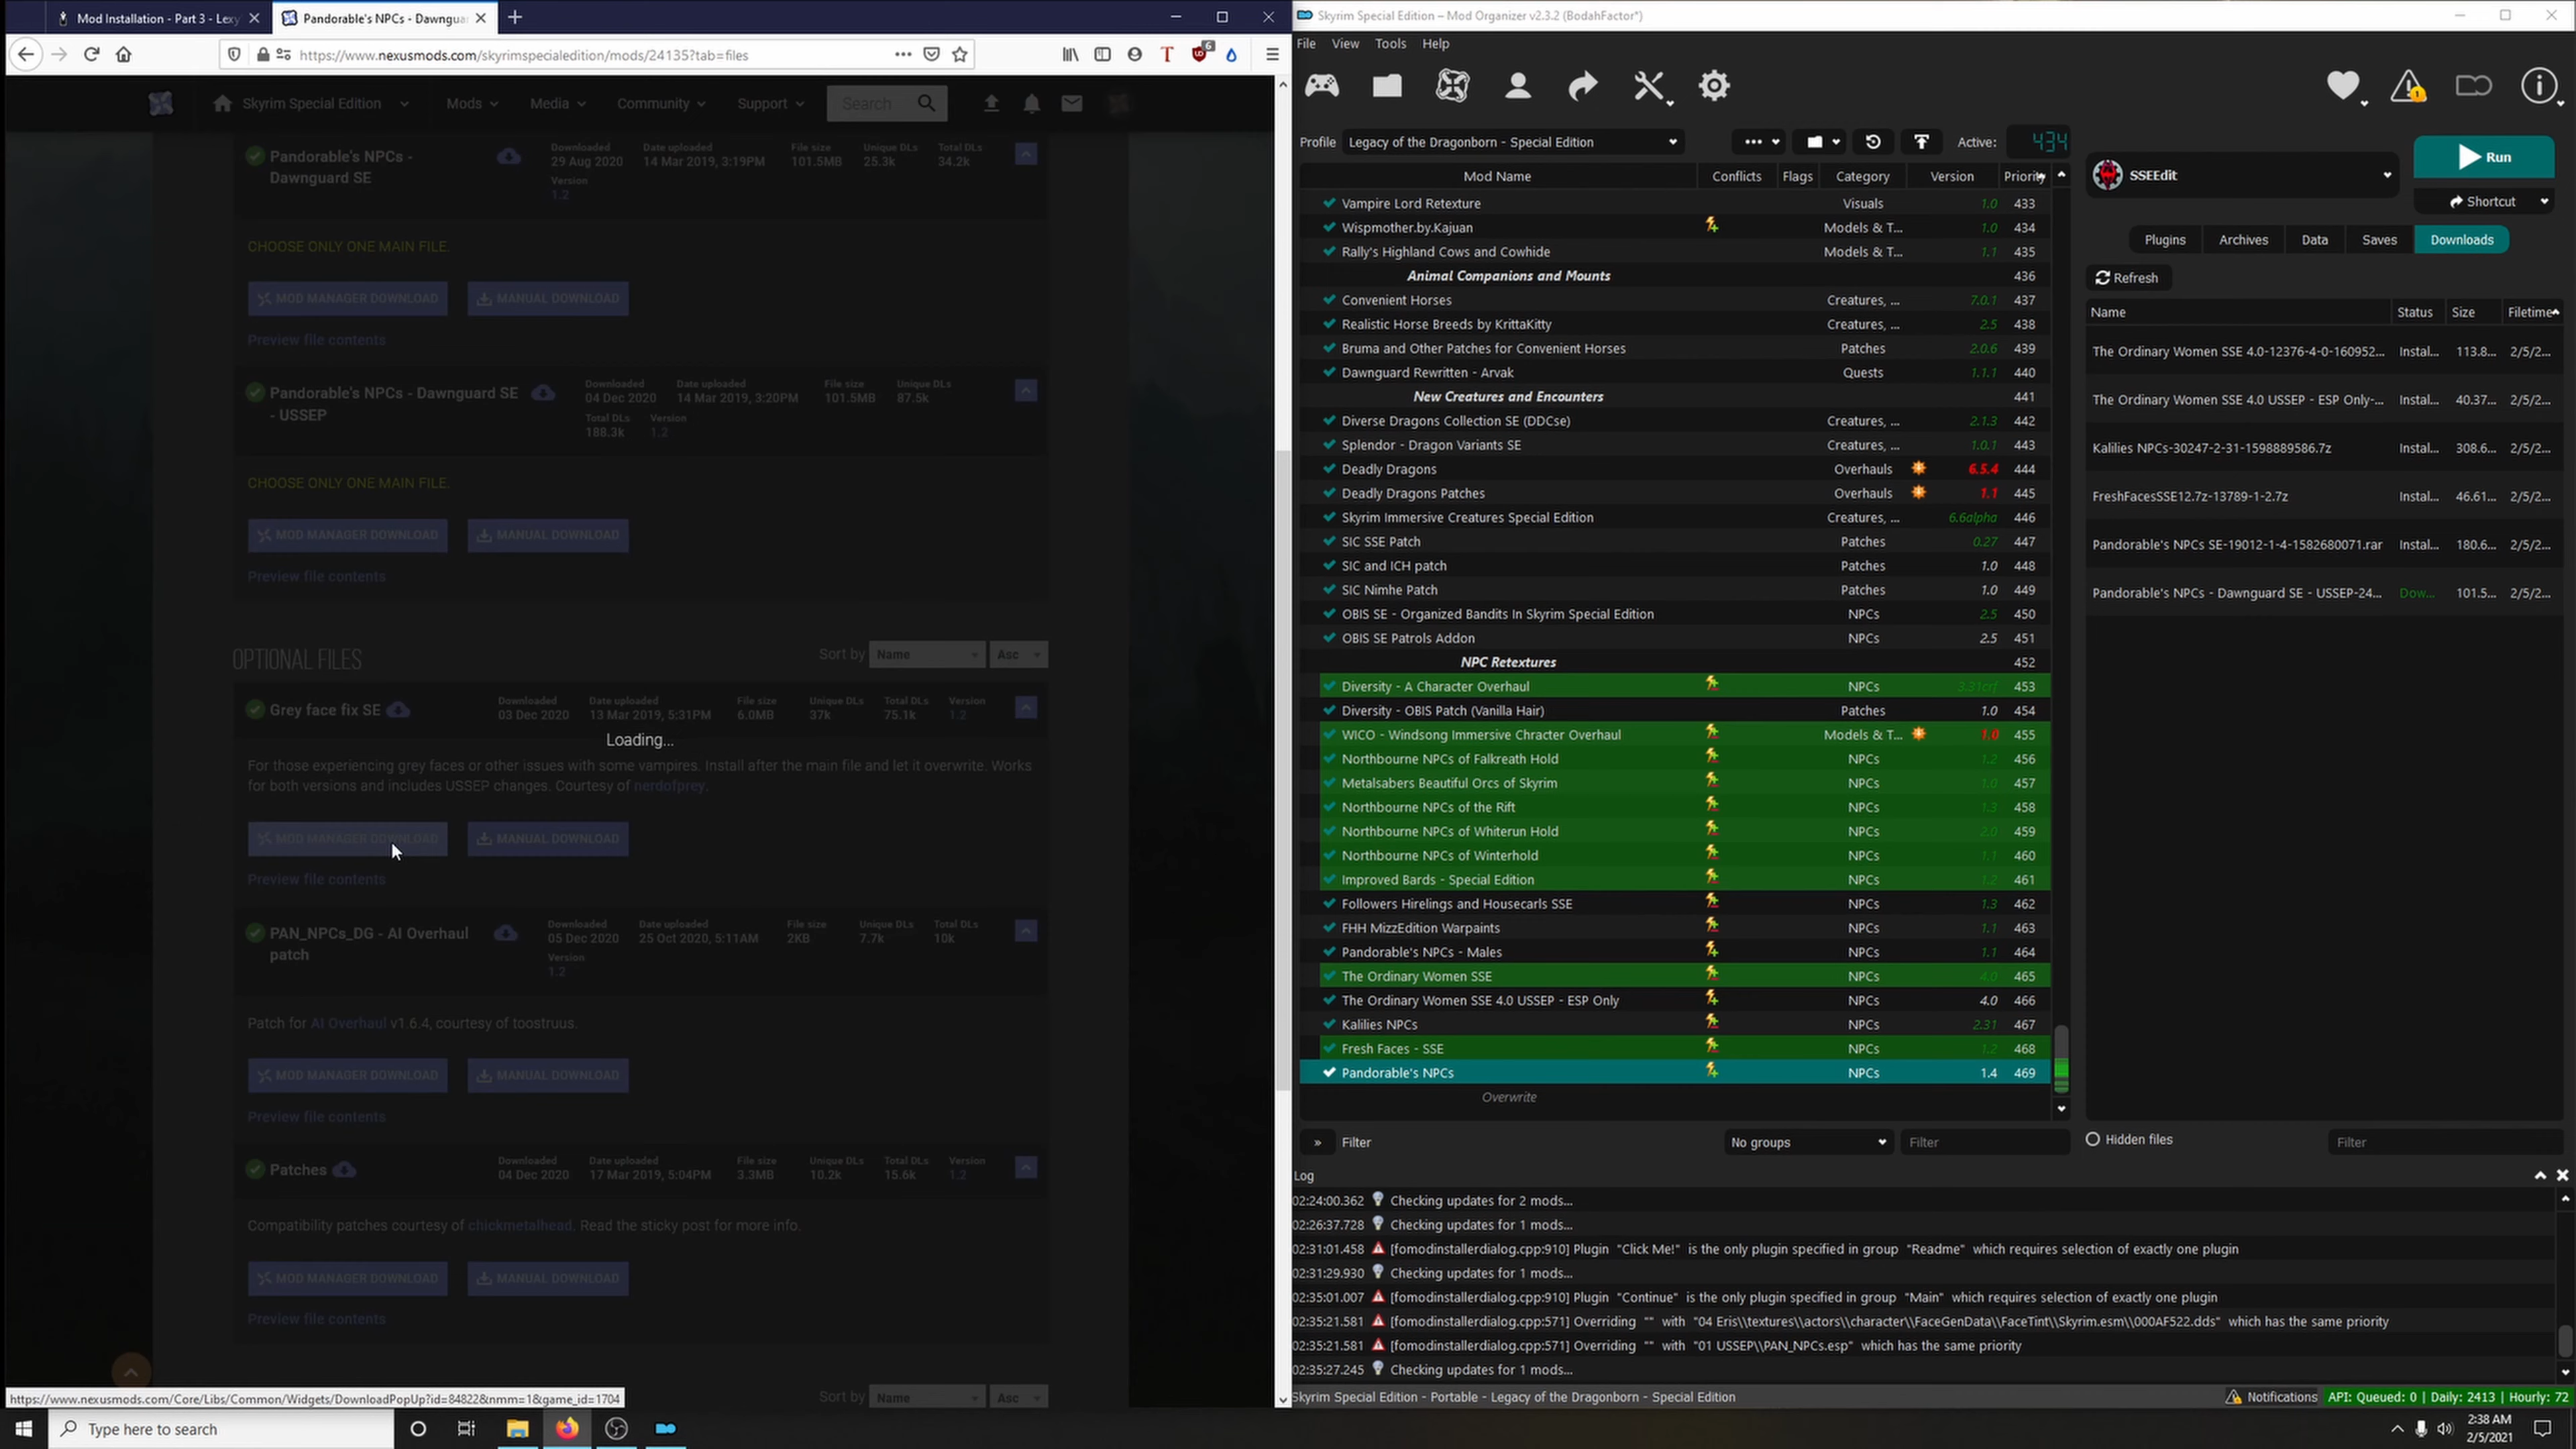 Mod Installation - Part 3 - Lexy
Pandorable's NPCs - Dawngua
https://www.nexusmods.com/skyrimspecialedition/mods/24135?tab=files
6
Skyrim Special Edition
Mods
Media
Community
Support
Search
Pandorable's NPCs - Dawnguard SE
Downloaded 29 Aug 2020
Date uploaded 14 Mar 2019, 3:19PM
File size 101.5MB
Unique DLs 25.3k
Total DLs 34.2k
Version 1.2
CHOOSE ONLY ONE MAIN FILE.
MOD MANAGER DOWNLOAD
MANUAL DOWNLOAD
Preview file contents
Pandorable's NPCs - Dawnguard SE - USSEP
Downloaded 04 Dec 2020
Date uploaded 14 Mar 2019, 3:20PM
File size 101.5MB
Unique DLs 87.5k
Total DLs 188.3k
Version 1.2
CHOOSE ONLY ONE MAIN FILE.
MOD MANAGER DOWNLOAD
MANUAL DOWNLOAD
Preview file contents
OPTIONAL FILES
Sort by Name Asc
Grey face fix SE
Downloaded 03 Dec 2020
Date uploaded 13 Mar 2019, 5:31PM
File size 6.0MB
Unique DLs 37k
Total DLs 75.1k
Version 1.2
Loading...
For those experiencing grey faces or other issues with some vampires. Install after the main file and let it overwrite. Works
for both versions and includes USSEP changes. Courtesy of nerdofprey.
MOD MANAGER DOWNLOAD
MANUAL DOWNLOAD
Preview file contents
PAN_NPCs_DG - AI Overhaul patch
Downloaded 05 Dec 2020
Date uploaded 25 Oct 2020, 5:11AM
File size 2KB
Unique DLs 7.7k
Total DLs 10k
Version 1.2
Patch for AI Overhaul v1.6.4, courtesy of toostruus.
MOD MANAGER DOWNLOAD
MANUAL DOWNLOAD
Preview file contents
Patches
Downloaded 04 Dec 2020
Date uploaded 17 Mar 2019, 5:04PM
File size 3.3MB
Unique DLs 10.2k
Total DLs 15.6k
Version 1.2
Compatibility patches courtesy of chickmetalhead. Read the sticky post for more info.
MOD MANAGER DOWNLOAD
MANUAL DOWNLOAD
Preview file contents
Sort by Name Asc
https://www.nexusmods.com/Core/Libs/Common/Widgets/DownloadPopUp?id=84822&nmm=1&game_id=1704
Skyrim Special Edition – Mod Organizer v2.3.2 (BodahFactor*)
File View Tools Help
1
Profile Legacy of the Dragonborn - Special Edition
Active: 434
Mod Name Conflicts Flags Category Version Priority
Vampire Lord Retexture Visuals 1.0 433
Wispmother.by.Kajuan Models & T... 1.0 434
Rally's Highland Cows and Cowhide Models & T... 1.1 435
Animal Companions and Mounts 436
Convenient Horses Creatures, ... 7.0.1 437
Realistic Horse Breeds by KrittaKitty Creatures, ... 2.5 438
Bruma and Other Patches for Convenient Horses Patches 2.0.6 439
Dawnguard Rewritten - Arvak Quests 1.1.1 440
New Creatures and Encounters 441
Diverse Dragons Collection SE (DDCse) Creatures, ... 2.1.3 442
Splendor - Dragon Variants SE Creatures, ... 1.0.1 443
Deadly Dragons Overhauls 6.5.4 444
Deadly Dragons Patches Overhauls 1.1 445
Skyrim Immersive Creatures Special Edition Creatures, ... 6.6alpha 446
SIC SSE Patch Patches 0.27 447
SIC and ICH patch Patches 1.0 448
SIC Nimhe Patch Patches 1.0 449
OBIS SE - Organized Bandits In Skyrim Special Edition NPCs 2.5 450
OBIS SE Patrols Addon NPCs 2.5 451
NPC Retextures 452
Diversity - A Character Overhaul NPCs 3.31crf 453
Diversity - OBIS Patch (Vanilla Hair) Patches 1.0 454
WICO - Windsong Immersive Chracter Overhaul Models & T... 1.0 455
Northbourne NPCs of Falkreath Hold NPCs 1.2 456
Metalsabers Beautiful Orcs of Skyrim NPCs 1.0 457
Northbourne NPCs of the Rift NPCs 1.3 458
Northbourne NPCs of Whiterun Hold NPCs 2.0 459
Northbourne NPCs of Winterhold NPCs 1.1 460
Improved Bards - Special Edition NPCs 1.2 461
Followers Hirelings and Housecarls SSE NPCs 1.3 462
FHH MizzEdition Warpaints NPCs 1.1 463
Pandorable's NPCs - Males NPCs 1.1 464
The Ordinary Women SSE NPCs 4.0 465
The Ordinary Women SSE 4.0 USSEP - ESP Only NPCs 4.0 466
Kalilies NPCs NPCs 2.31 467
Fresh Faces - SSE NPCs 1.2 468
Pandorable's NPCs NPCs 1.4 469
Overwrite
» Filter No groups Filter
SSEEdit
Run
Shortcut
Plugins Archives Data Saves Downloads
Refresh
Name Status Size Filetime
The Ordinary Women SSE 4.0-12376-4-0-160952... Instal... 113.8... 2/5/2...
The Ordinary Women SSE 4.0 USSEP - ESP Only-... Instal... 40.37... 2/5/2...
Kalilies NPCs-30247-2-31-1598889586.7z Instal... 308.6... 2/5/2...
FreshFacesSSE12.7z-13789-1-2.7z Instal... 46.61... 2/5/2...
Pandorable's NPCs SE-19012-1-4-1582680071.rar Instal... 180.6... 2/5/2...
Pandorable's NPCs - Dawnguard SE - USSEP-24... Dow... 101.5... 2/5/2...
Hidden files Filter
Log
02:24:00.362 Checking updates for 2 mods...
02:26:37.728 Checking updates for 1 mods...
02:31:01.458 [fomodinstallerdialog.cpp:910] Plugin "Click Me!" is the only plugin specified in group "Readme" which requires selection of exactly one plugin
02:31:29.930 Checking updates for 1 mods...
02:35:01.007 [fomodinstallerdialog.cpp:910] Plugin "Continue" is the only plugin specified in group "Main" which requires selection of exactly one plugin
02:35:21.581 [fomodinstallerdialog.cpp:571] Overriding "" with "04 Eris\\textures\\actors\\character\\FaceGenData\\FaceTint\\Skyrim.esm\\000AF522.dds" which has the same priority
02:35:21.581 [fomodinstallerdialog.cpp:571] Overriding "" with "01 USSEP\\PAN_NPCs.esp" which has the same priority
02:35:27.245 Checking updates for 1 mods...
Skyrim Special Edition - Portable - Legacy of the Dragonborn - Special Edition
Notifications API: Queued: 0 | Daily: 2413 | Hourly: 72
Type here to search
2:38 AM
2/5/2021